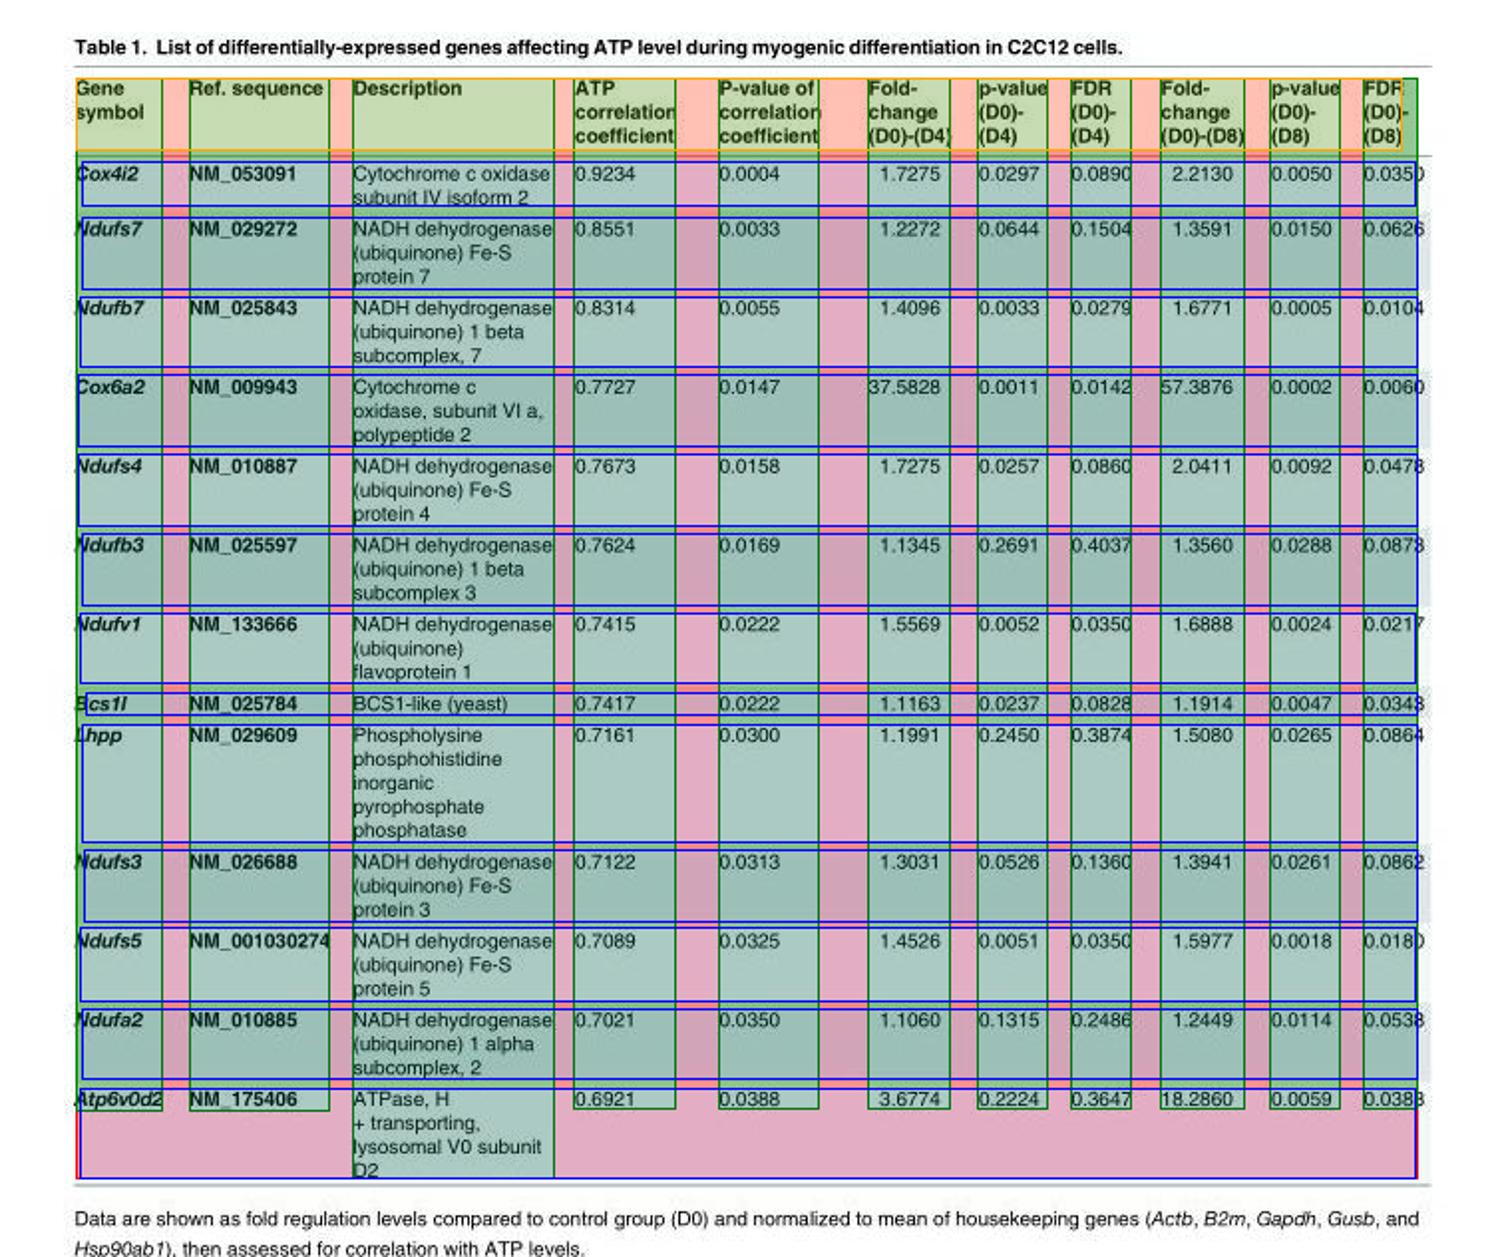 Table 1. List of differentially-expressed genes affecting ATP level during myogenic differentiation in C2C12 cells.
Gene symbol Ref. sequence Description ATP correlation coefficient P-value of correlation coefficient Fold-change (D0)-(D4) p-value (D0)-(D4) FDR (D0)-(D4) Fold-change (D0)-(D8) p-value (D0)-(D8) FDR (D0)-(D8)
Cox4i2 NM_053091 Cytochrome c oxidase 0.9234 0.0004 1.7275 0.0297 0.0890 2.2130 0.0050 0.0350
subunit IV isoform 2
Ndufs7 NM_029272 NADH dehydrogenase 0.8551 0.0033 1.2272 0.0644 0.1504 1.3591 0.0150 0.0626
(ubiquinone) Fe-S
protein 7
Ndufb7 NM_025843 NADH dehydrogenase 0.8314 0.0055 1.4096 0.0033 0.0279 1.6771 0.0005 0.0104
(ubiquinone) 1 beta
subcomplex, 7
Cox6a2 NM_009943 Cytochrome c 0.7727 0.0147 37.5828 0.0011 0.0142 57.3876 0.0002 0.0060
oxidase, subunit VI a,
polypeptide 2
Ndufs4 NM_010887 NADH dehydrogenase 0.7673 0.0158 1.7275 0.0257 0.0860 2.0411 0.0092 0.0478
(ubiquinone) Fe-S
protein 4
Ndufb3 NM_025597 NADH dehydrogenase 0.7624 0.0169 1.1345 0.2691 0.4037 1.3560 0.0288 0.0878
(ubiquinone) 1 beta
subcomplex 3
Ndufv1 NM_133666 NADH dehydrogenase 0.7415 0.0222 1.5569 0.0052 0.0350 1.6888 0.0024 0.0217
(ubiquinone)
flavoprotein 1
Bcs1l NM_025784 BCS1-like (yeast) 0.7417 0.0222 1.1163 0.0237 0.0828 1.1914 0.0047 0.0348
Lhpp NM_029609 Phospholysine 0.7161 0.0300 1.1991 0.2450 0.3874 1.5080 0.0265 0.0864
phosphohistidine
inorganic
pyrophosphate
phosphatase
Ndufs3 NM_026688 NADH dehydrogenase 0.7122 0.0313 1.3031 0.0526 0.1360 1.3941 0.0261 0.0862
(ubiquinone) Fe-S
protein 3
Ndufs5 NM_001030274 NADH dehydrogenase 0.7089 0.0325 1.4526 0.0051 0.0350 1.5977 0.0018 0.0180
(ubiquinone) Fe-S
protein 5
Ndufa2 NM_010885 NADH dehydrogenase 0.7021 0.0350 1.1060 0.1315 0.2486 1.2449 0.0114 0.0538
(ubiquinone) 1 alpha
subcomplex, 2
Atp6v0d2 NM_175406 ATPase, H 0.6921 0.0388 3.6774 0.2224 0.3647 18.2860 0.0059 0.0388
+ transporting,
lysosomal V0 subunit
D2
Data are shown as fold regulation levels compared to control group (D0) and normalized to mean of housekeeping genes (Actb, B2m, Gapdh, Gusb, and
Hsp90ab1), then assessed for correlation with ATP levels.